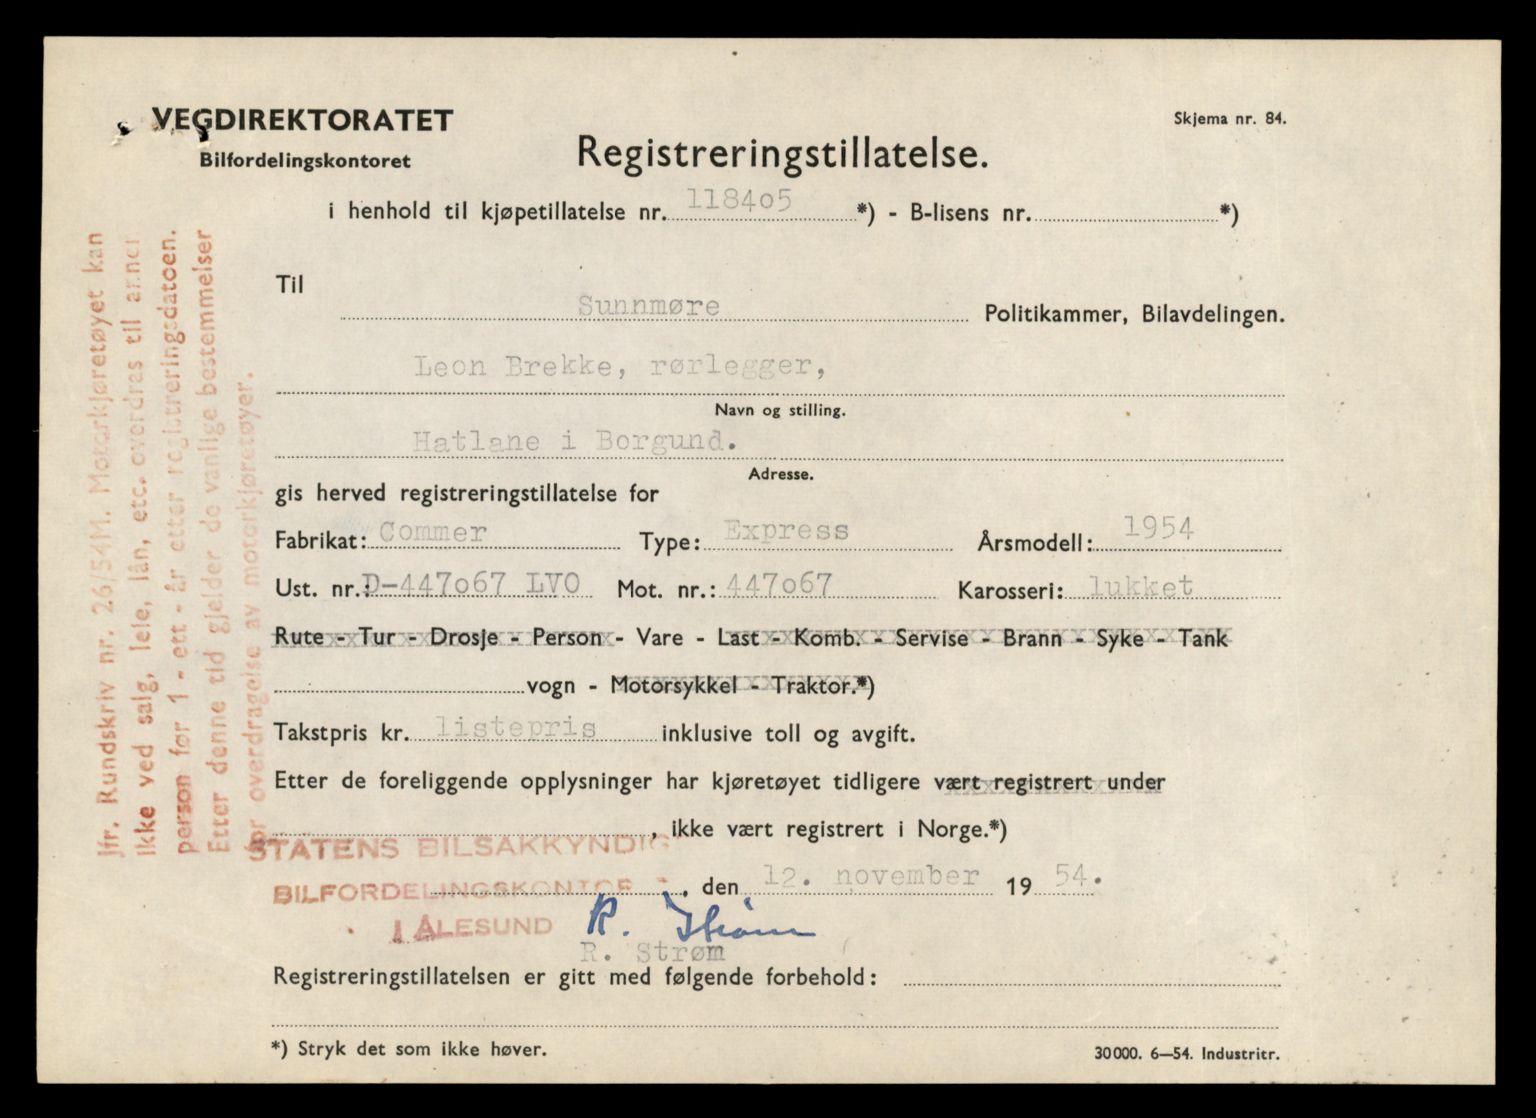 VEGDIREKTORATET
Bilfordelingskontoret
Skjema nr. 84.
Registreringstillatelse.
i henhold til kjøpetillatelse nr. 118405 *) - B-lisens nr. *)
Til
Sunnmøre Politikammer, Bilavdelingen.
Leon Brekke, rørlegger,
Navn og stilling.
Hatlane i Borgund.
Adresse.
gis herved registreringstillatelse for
Fabrikat: Commer Type: Express Årsmodell: 1954
Ust. nr.: D-447o67 LVO Mot. nr.: 447o67 Karosseri: lukket
Rute - Tur - Drosje - Person - Vare - Last - Komb. - Servise - Brann - Syke - Tank
vogn - Motorsykkel - Traktor.*)
Takstpris kr. listepris inklusive toll og avgift.
Etter de foreliggende opplysninger har kjøretøyet tidligere vært registrert under
, ikke vært registrert i Norge.*)
STATENS BILSAKKYNDIG
BILFORDELINGSKONTOR
I ÅLESUND
, den 12. november 19 54.
R. Strøm
R. Strøm
Registreringstillatelsen er gitt med følgende forbehold:
*) Stryk det som ikke høver.
30000. 6—54. Industritr.
Jfr. Rundskriv nr. 26/54M. Motorkjøretøyet kan
ikke ved salg, leie, lån, etc. overdras til annen
person før 1 - ett - år etter registreringsdatoen.
Etter denne tid gjelder de vanlige bestemmelser
for overdragelse av motorkjøretøyer.